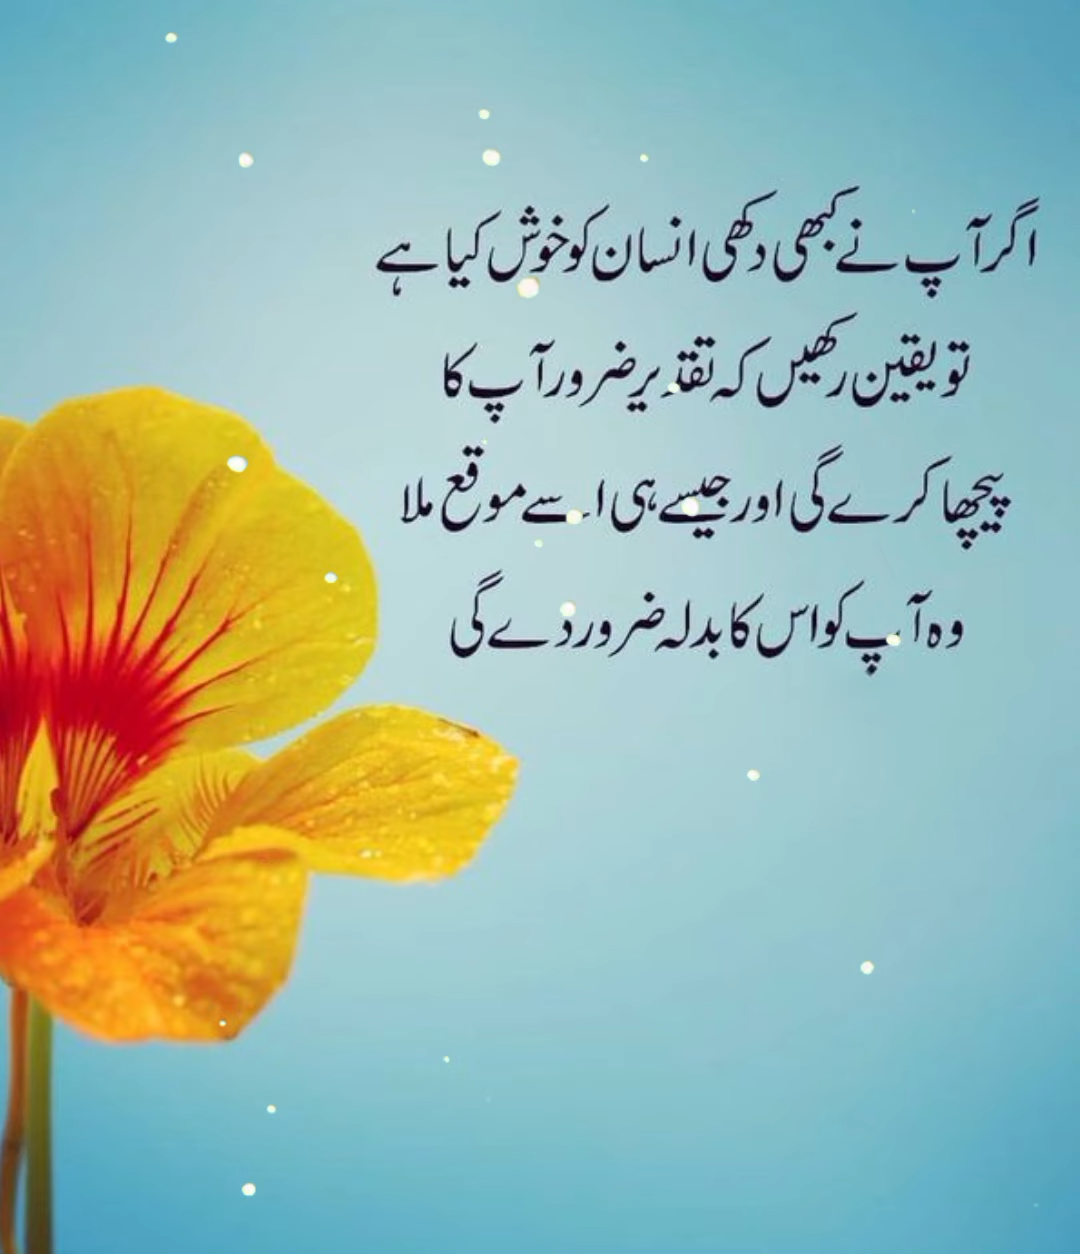 اگر آپ نے کبھی دکھی انسان کو خوش کیا ہے
تو یقین رکھیں کہ تقدیر ضرور آپ کا
پیچھا کرے گی اور جیسے ہی اسے موقع ملا
وہ آپ کو اس کا بدلہ ضرور دے گی